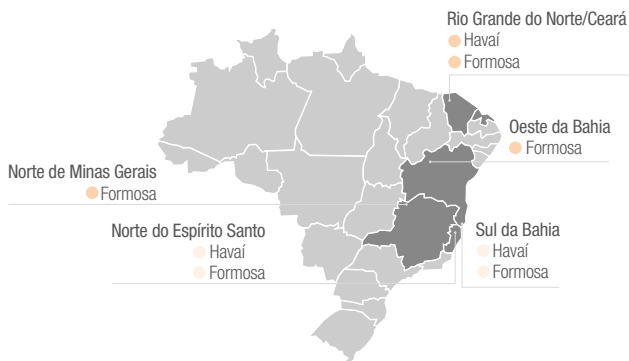 Rio Grande do Norte/Ceará
Havaí
Formosa
Oeste da Bahia
Formosa
Norte de Minas Gerais
Formosa
Norte do Espírito Santo
Havaí
Formosa
Sul da Bahia
Havaí
Formosa